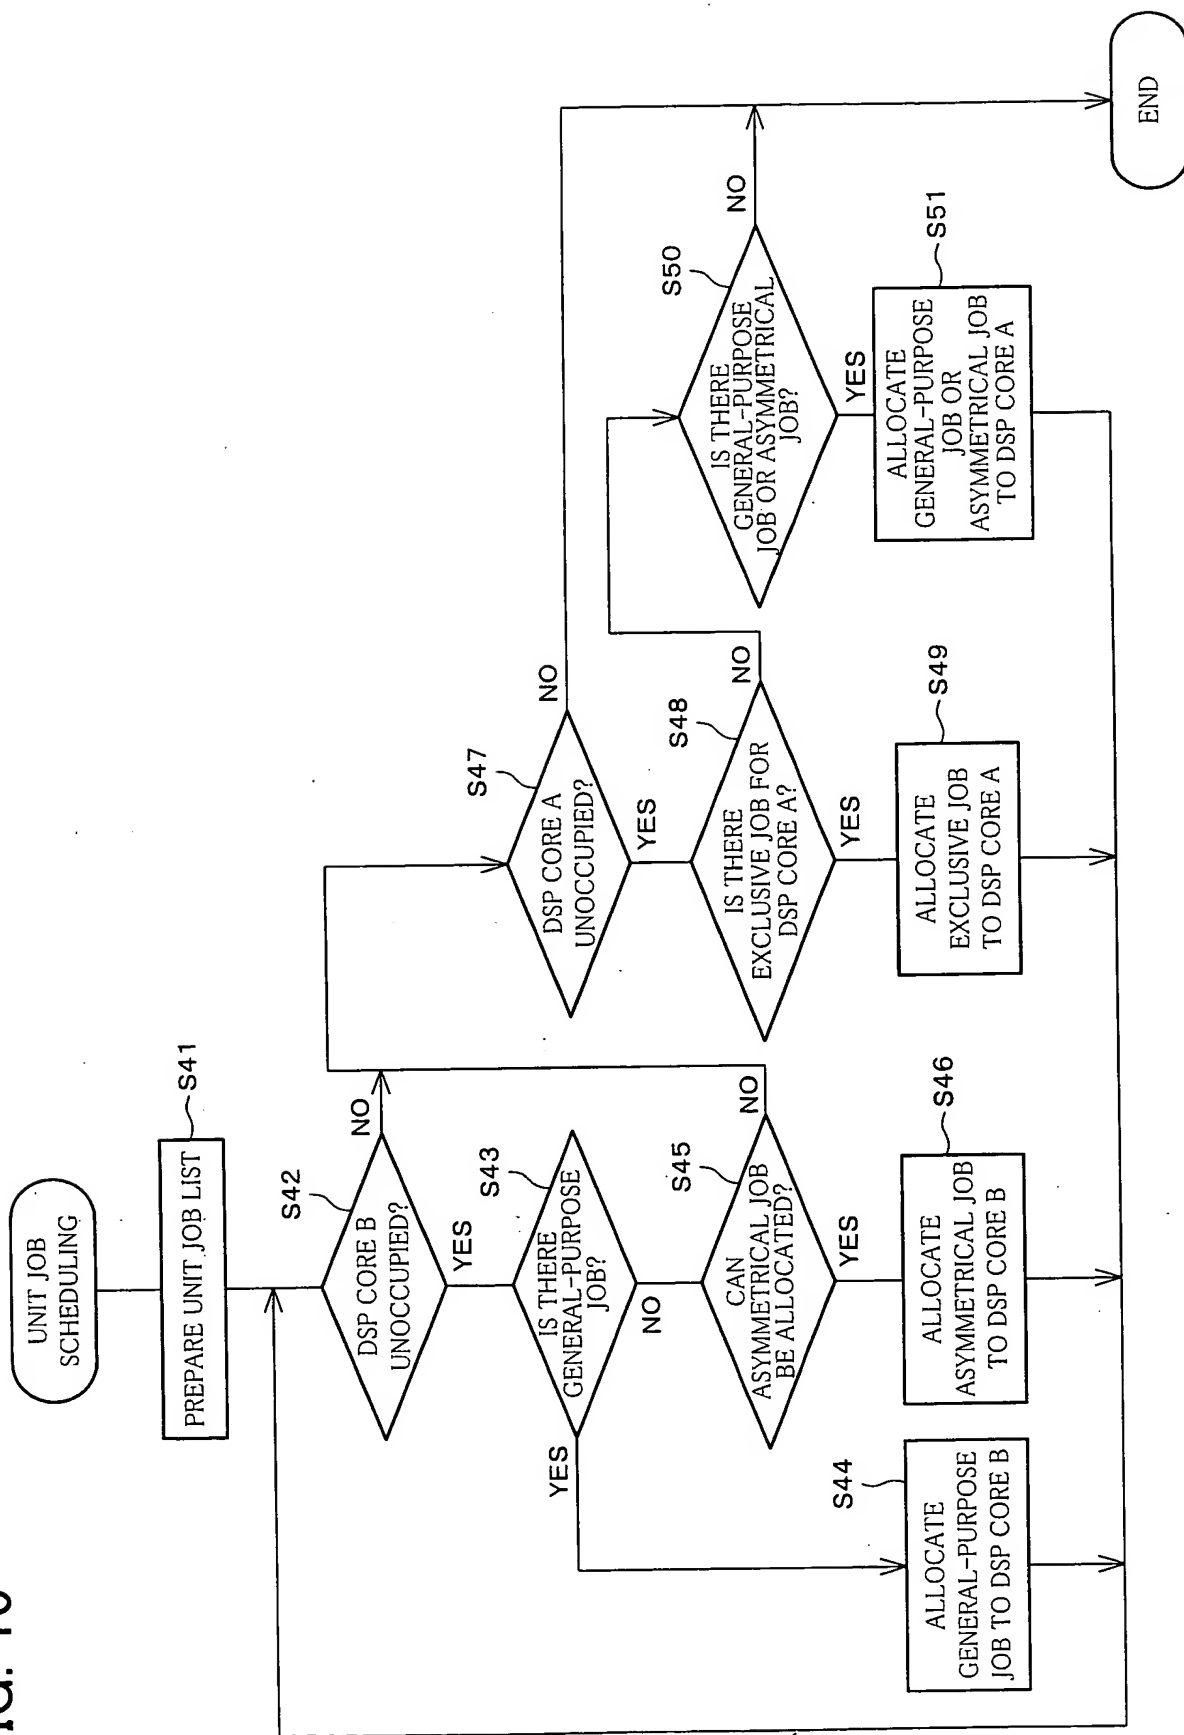 UNIT JOB
SCHEDULING
S41
PREPARE UNIT JOB LIST
S42
DSP CORE B
UNOCCUPIED?
NO
YES
S43
IS THERE
GENERAL-PURPOSE
JOB?
YES
NO
S44
ALLOCATE
GENERAL-PURPOSE
JOB TO DSP CORE B
S45
CAN
ASYMMETRICAL JOB
BE ALLOCATED?
NO
YES
S46
ALLOCATE
ASYMMETRICAL JOB
TO DSP CORE B
S47
DSP CORE A
UNOCCUPIED?
NO
YES
S48
IS THERE
EXCLUSIVE JOB FOR
DSP CORE A?
NO
YES
S49
ALLOCATE
EXCLUSIVE JOB
TO DSP CORE A
S50
IS THERE
GENERAL-PURPOSE
JOB OR ASYMMETRICAL
JOB?
NO
YES
S51
ALLOCATE
GENERAL-PURPOSE
JOB OR
ASYMMETRICAL JOB
TO DSP CORE A
END